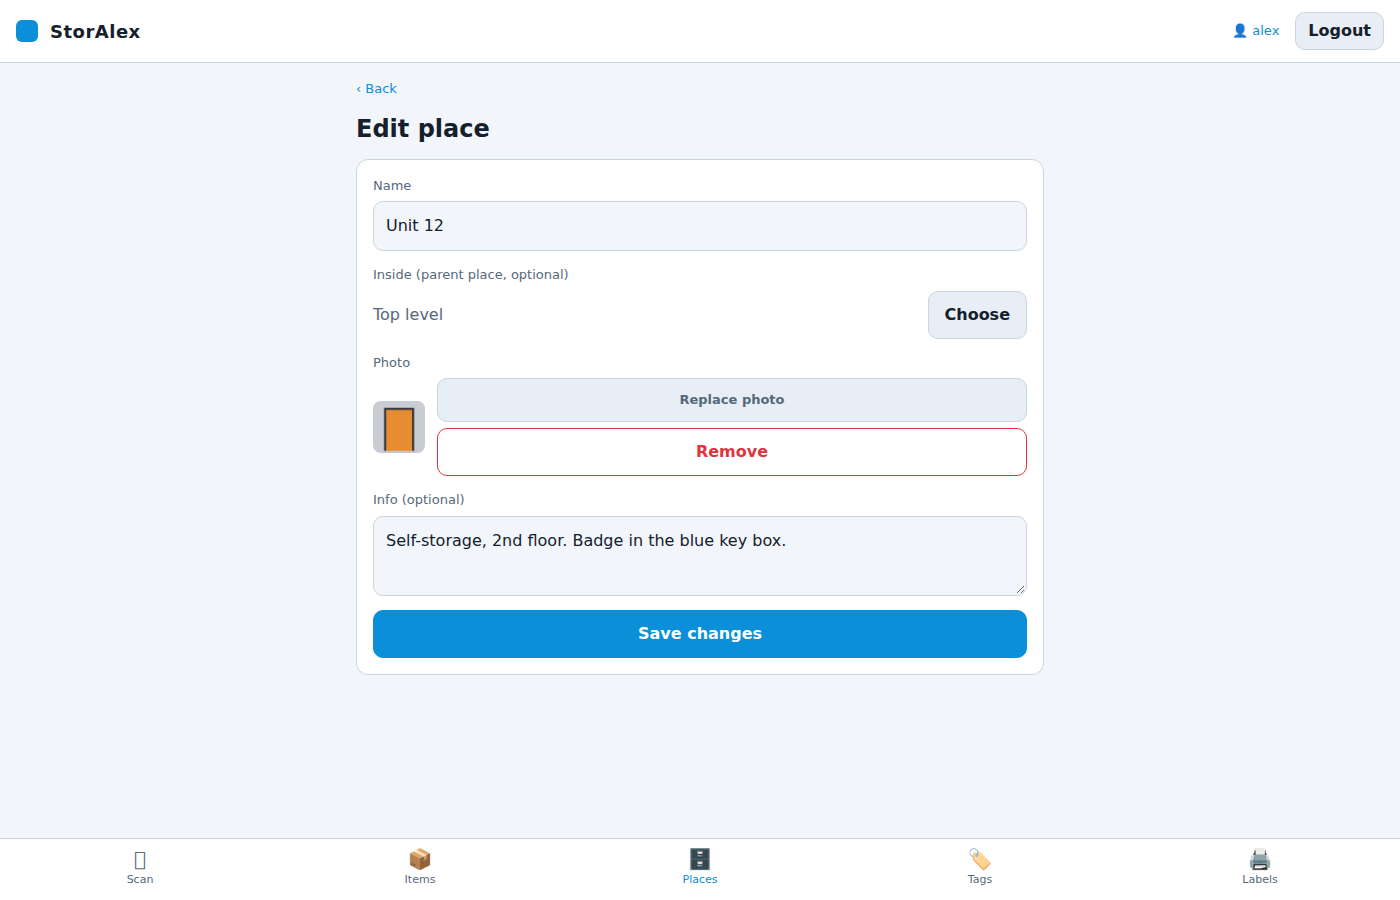 StorAlex
alex
Logout
‹ Back
Edit place
Name
Unit 12
Inside (parent place, optional)
Top level
Choose
Photo
Replace photo
Remove
Info (optional)
Self-storage, 2nd floor. Badge in the blue key box.
Save changes
Scan
Items
Places
Tags
Labels